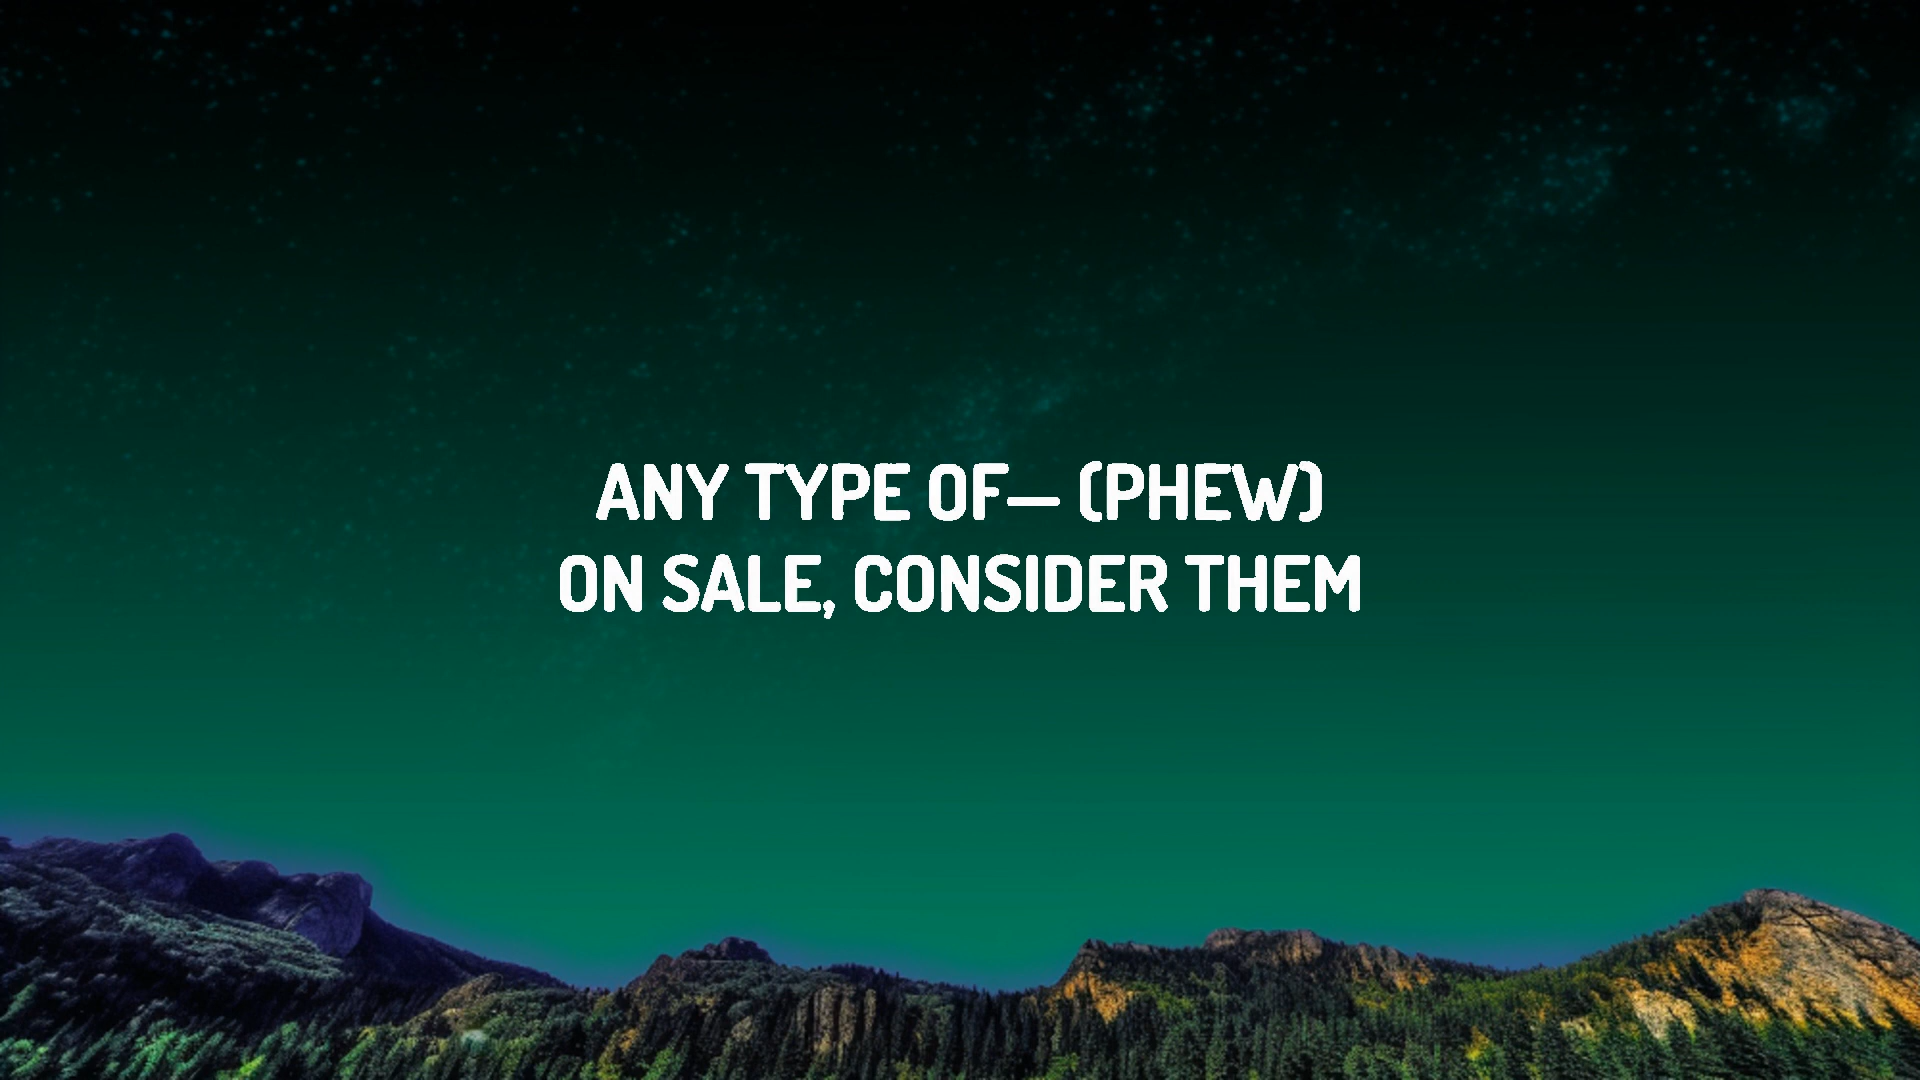 ANY TYPE OF— (PHEW)
ON SALE, CONSIDER THEM